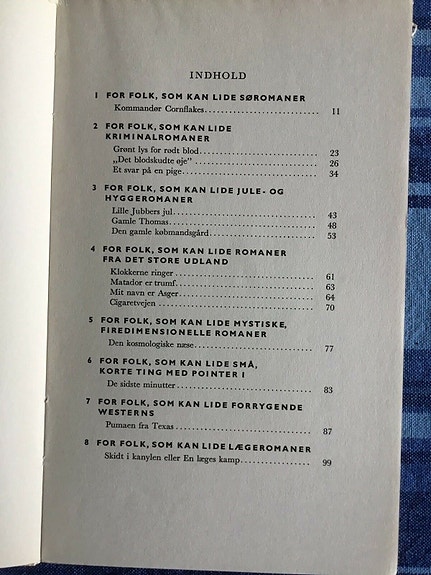 INDHOLD
1 FOR FOLK, SOM KAN LIDE SØROMANER
Kommandør Cornflakes 11
2 FOR FOLK, SOM KAN LIDE
KRIMINALROMANER
Grønt lys for rødt blod 23
„Det blodskudte øje” 26
Et svar på en pige 34
3 FOR FOLK, SOM KAN LIDE JULE- OG
HYGGEROMANER
Lille Jubbers jul 43
Gamle Thomas 48
Den gamle købmandsgård 53
4 FOR FOLK, SOM KAN LIDE ROMANER
FRA DET STORE UDLAND
Klokkerne ringer 61
Matador er trumf 63
Mit navn er Asger 64
Cigaretvejen 70
5 FOR FOLK, SOM KAN LIDE MYSTISKE,
FIREDIMENSIONELLE ROMANER
Den kosmologiske næse 77
6 FOR FOLK, SOM KAN LIDE SMÅ,
KORTE TING MED POINTER I
De sidste minutter 83
7 FOR FOLK, SOM KAN LIDE FORRYGENDE
WESTERNS
Pumaen fra Texas 87
8 FOR FOLK, SOM KAN LIDE LÆGEROMANER
Skidt i kanylen eller En læges kamp 99